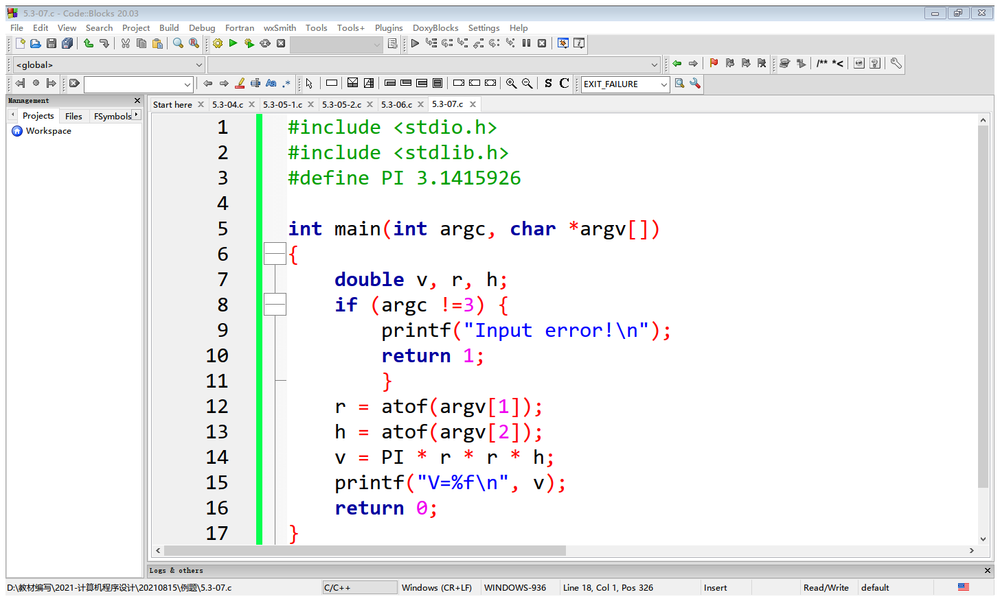 5.3-07.c - Code::Blocks 20.03
File Edit View Search Project Build Debug Fortran wxSmith Tools Tools+ Plugins DoxyBlocks Settings Help
<global>
/** *<
S C EXIT_FAILURE
Management
Projects Files FSymbols
Workspace
Start here 5.3-04.c 5.3-05-1.c 5.3-05-2.c 5.3-06.c 5.3-07.c
1 #include <stdio.h>
2 #include <stdlib.h>
3 #define PI 3.1415926
4
5 int main(int argc, char *argv[])
6 {
7 double v, r, h;
8 if (argc !=3) {
9 printf("Input error!\n");
10 return 1;
11 }
12 r = atof(argv[1]);
13 h = atof(argv[2]);
14 v = PI * r * r * h;
15 printf("V=%f\n", v);
16 return 0;
17 }
Logs & others
D:\教材编写\2021-计算机程序设计\20210815\例题\5.3-07.c C/C++ Windows (CR+LF) WINDOWS-936 Line 18, Col 1, Pos 326 Insert Read/Write default